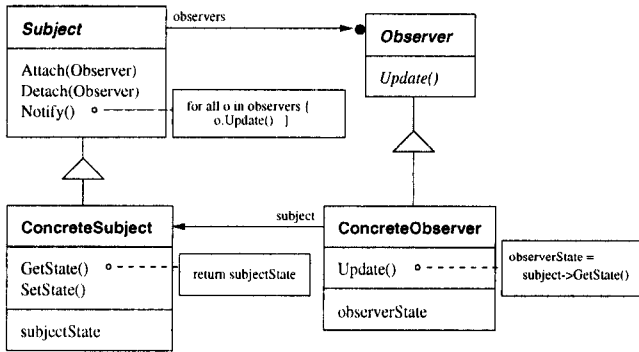 Subject
observers
Observer
Attach(Observer)
Detach(Observer)
Notify()
for all o in observers {
o.Update() }
Update()
ConcreteSubject
subject
ConcreteObserver
GetState()
SetState()
return subjectState
Update()
observerState =
subject->GetState()
subjectState
observerState